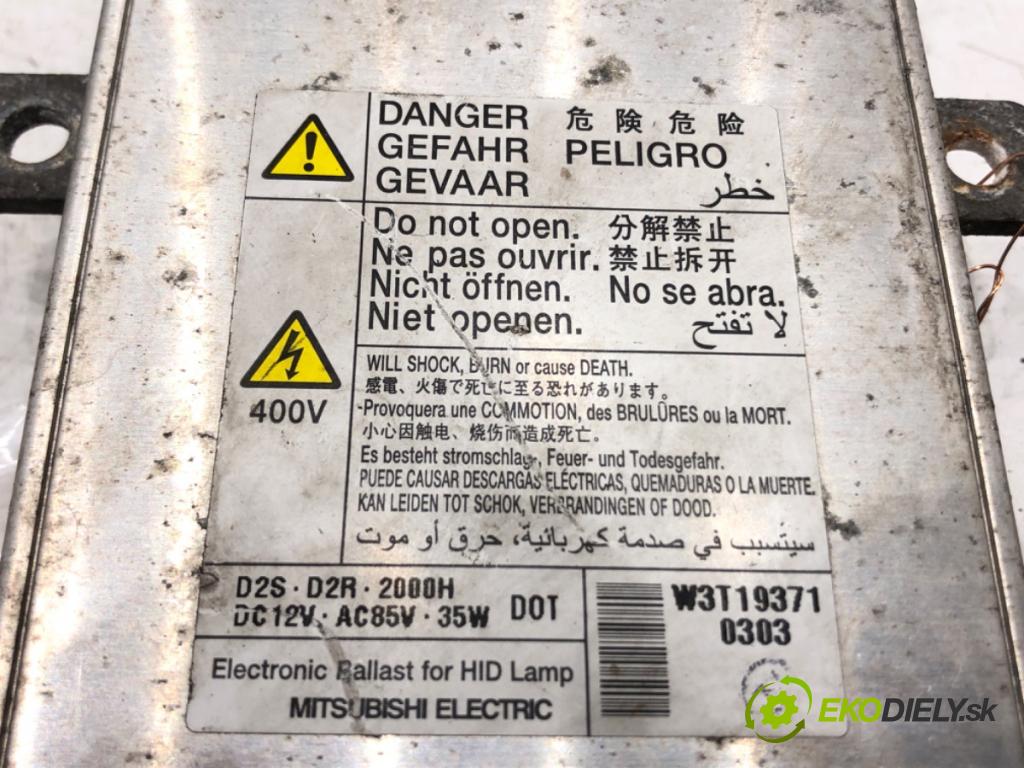 DANGER 危険危险
GEFAHR PELIGRO
GEVAAR خطر
Do not open. 分解禁止
Ne pas ouvrir. 禁止拆开
Nicht öffnen. No se abra.
Niet openen. لا تفتح
400V
WILL SHOCK, BURN or cause DEATH.
感電、火傷で死亡に至る恐れがあります。
Provoquera une COMMOTION, des BRULÛRES ou la MORT.
小心因触电、烧伤而造成死亡。
Es besteht stromschlag-, Feuer- und Todesgefahr.
PUEDE CAUSAR DESCARGAS ELÉCTRICAS, QUEMADURAS O LA MUERTE.
KAN LEIDEN TOT SCHOK, VERBRANDINGEN OF DOOD.
سيتسبب في صدمة كهربائية، حرق أو موت
D2S · D2R · 2000H
DC12V · AC85V · 35W DOT
W3T19371
0303
Electronic Ballast for HID Lamp
MITSUBISHI ELECTRIC
EKODIELY.sk